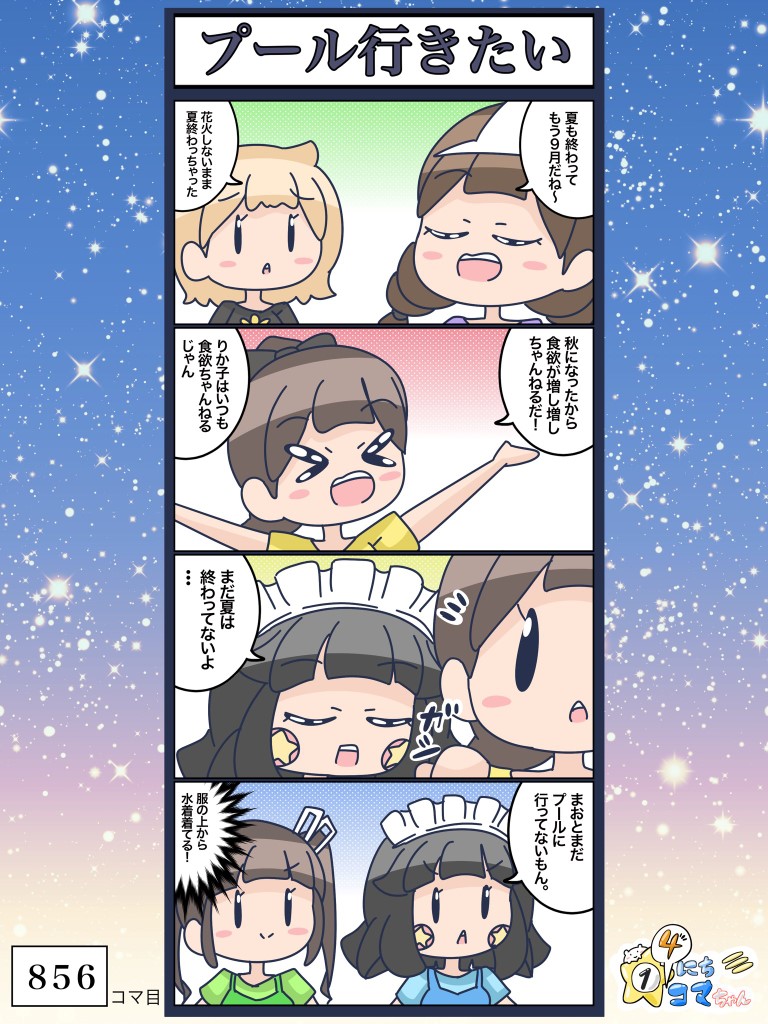 プール行きたい
夏も終わって
もう9月だね～
花火しないまま
夏終わっちゃった
秋になったから
食欲が増し増し
ちゃんねるだ！
りか子はいつも
食欲ちゃんねる
じゃん
まだ夏は
終わってないよ
…
ガシ
まおとまだ
プールに
行ってないもん。
服の上から
水着着てる！
856
コマ目
1
にち
4
コマ
ちゃん